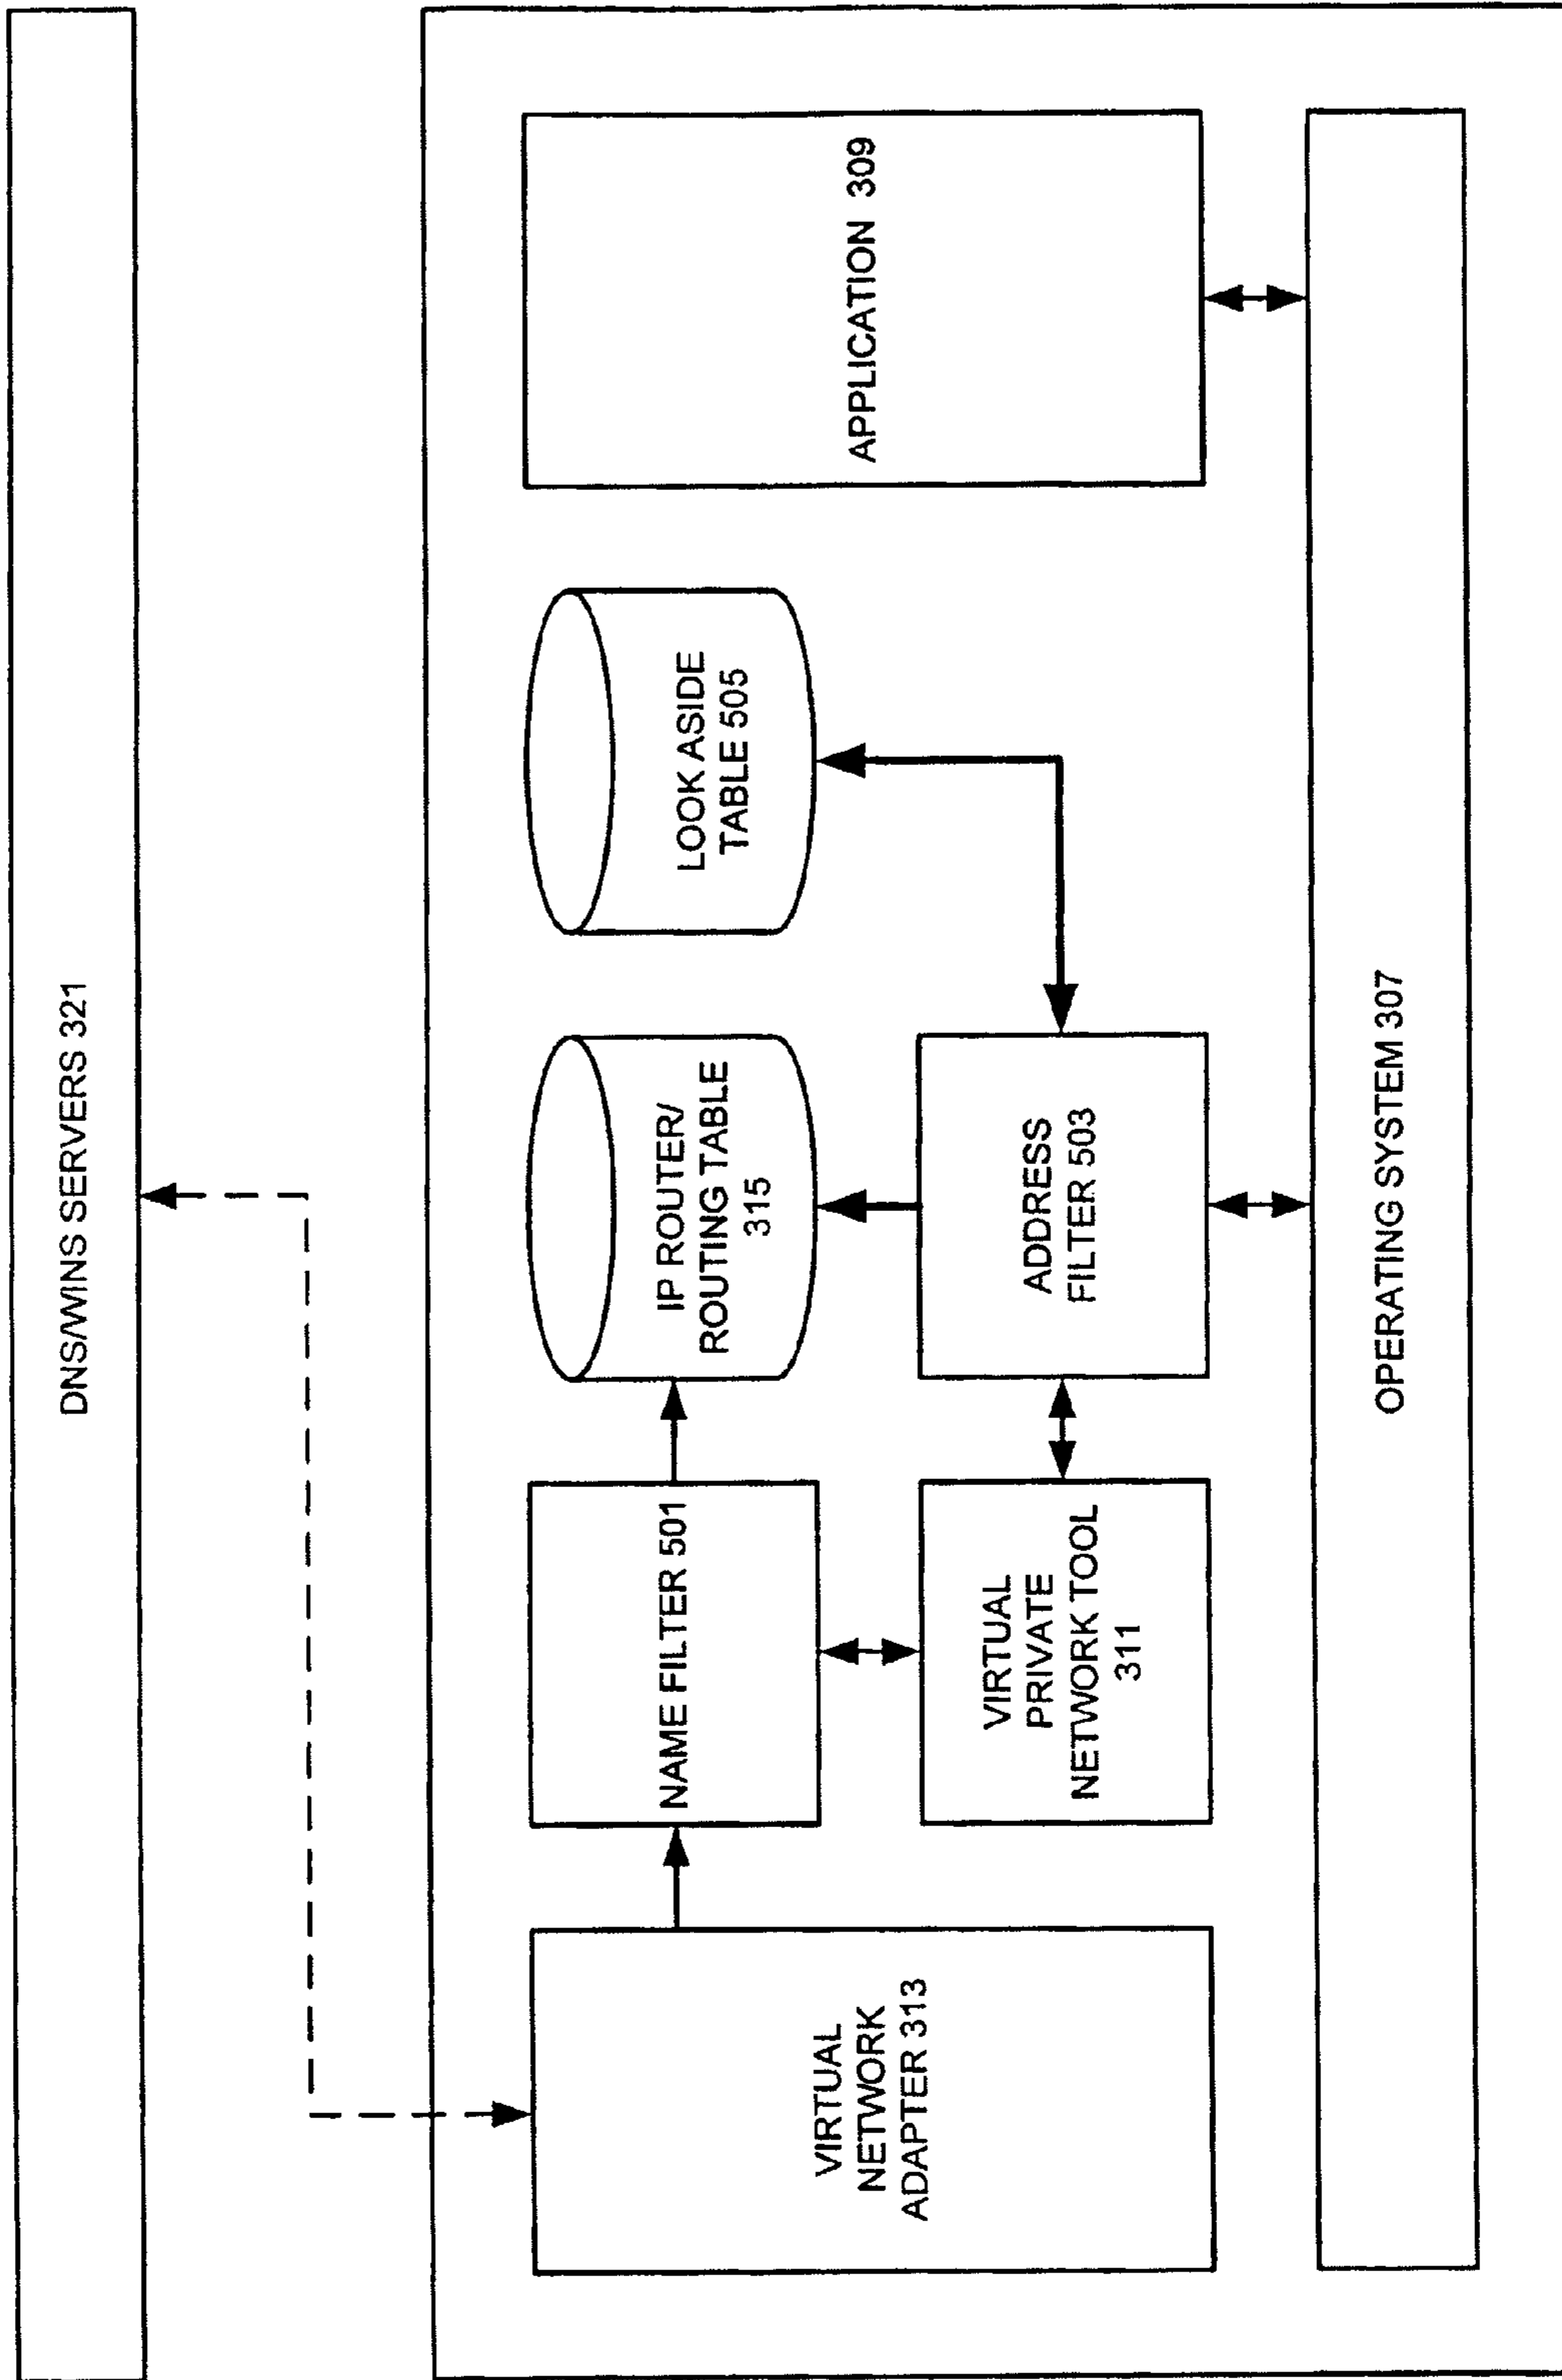 DNS/WINS SERVERS 321
VIRTUAL
NETWORK
ADAPTER 313
NAME FILTER 501
IP ROUTER/
ROUTING TABLE
315
LOOK ASIDE
TABLE 505
APPLICATION 309
VIRTUAL
PRIVATE
NETWORK TOOL
311
ADDRESS
FILTER 503
OPERATING SYSTEM 307